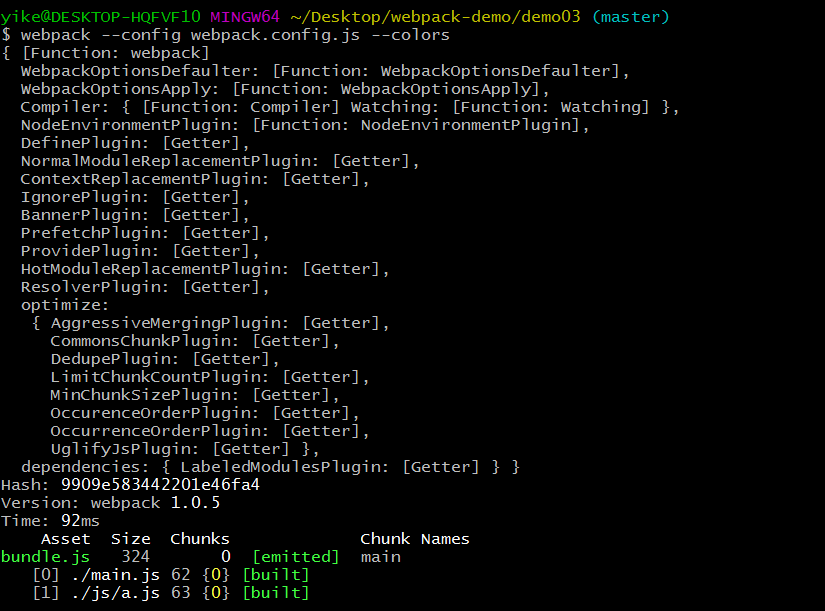 yike@DESKTOP-HQFVF10 MINGW64 ~/Desktop/webpack-demo/demo03 (master)
$ webpack --config webpack.config.js --colors
{ [Function: webpack]
  WebpackOptionsDefaulter: [Function: WebpackOptionsDefaulter],
  WebpackOptionsApply: [Function: WebpackOptionsApply],
  Compiler: { [Function: Compiler] Watching: [Function: Watching] },
  NodeEnvironmentPlugin: [Function: NodeEnvironmentPlugin],
  DefinePlugin: [Getter],
  NormalModuleReplacementPlugin: [Getter],
  ContextReplacementPlugin: [Getter],
  IgnorePlugin: [Getter],
  BannerPlugin: [Getter],
  PrefetchPlugin: [Getter],
  ProvidePlugin: [Getter],
  HotModuleReplacementPlugin: [Getter],
  ResolverPlugin: [Getter],
  optimize:
   { AggressiveMergingPlugin: [Getter],
     CommonsChunkPlugin: [Getter],
     DedupePlugin: [Getter],
     LimitChunkCountPlugin: [Getter],
     MinChunkSizePlugin: [Getter],
     OccurenceOrderPlugin: [Getter],
     OccurrenceOrderPlugin: [Getter],
     UglifyJsPlugin: [Getter] },
  dependencies: { LabeledModulesPlugin: [Getter] } }
Hash: 9909e583442201e46fa4
Version: webpack 1.0.5
Time: 92ms
    Asset  Size  Chunks             Chunk Names
bundle.js   324       0  [emitted]  main
   [0] ./main.js 62 {0} [built]
   [1] ./js/a.js 63 {0} [built]